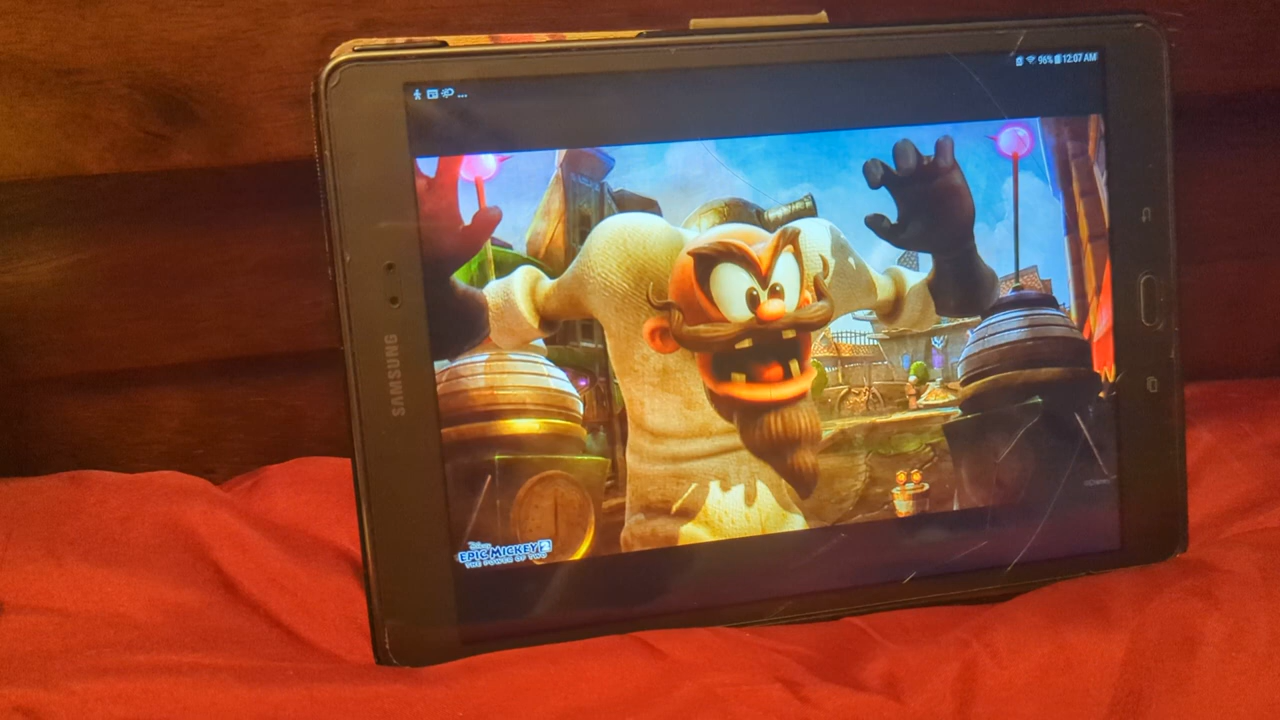 96% 12:07 AM
SAMSUNG
Disney
EPIC MICKEY 2
THE POWER OF TWO